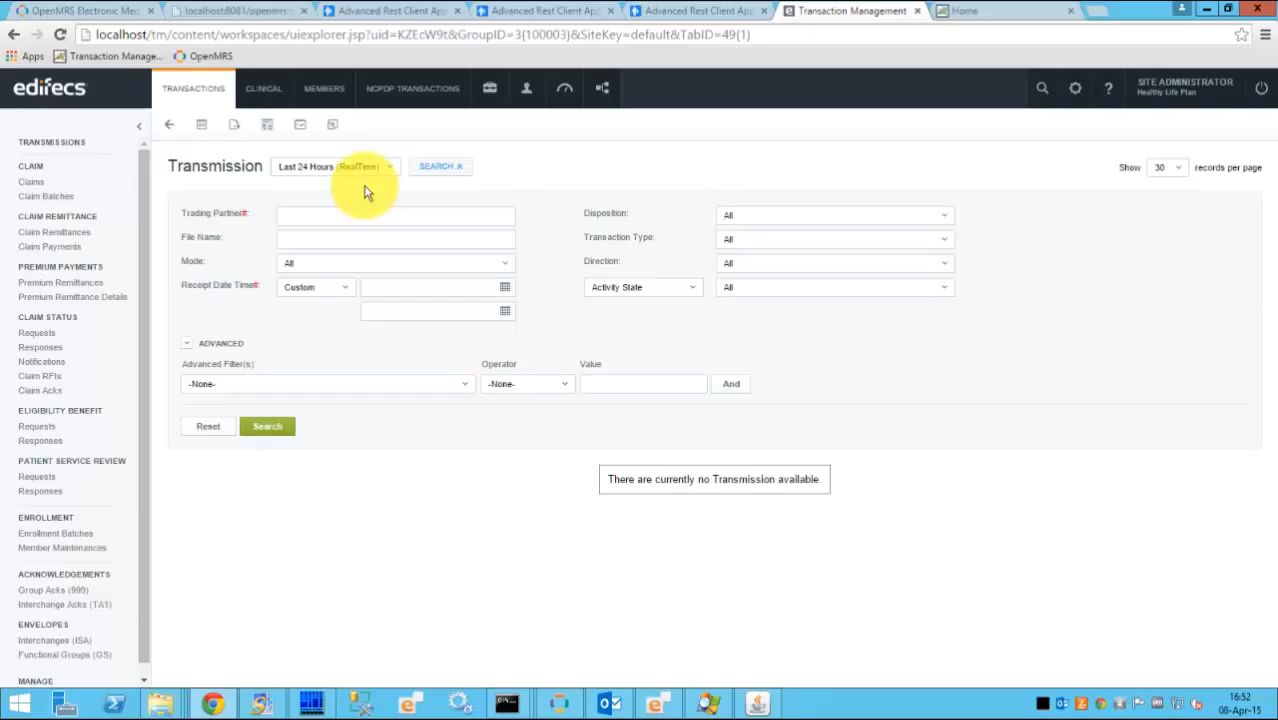 OpenMRS Electronic Med
localhost:8081/openmrs
Advanced Rest Client App
Advanced Rest Client App
Advanced Rest Client App
Transaction Management
Home
localhost/tm/content/workspaces/uiexplorer.jsp?uid=KZEcW9t&GroupID=3{100003}&SiteKey=default&TabID=49{1}
Apps
Transaction Manage...
OpenMRS
edifecs
TRANSACTIONS
CLINICAL
MEMBERS
NCPDP TRANSACTIONS
SITE ADMINISTRATOR
Healthy Life Plan
TRANSMISSIONS
CLAIM
Claims
Claim Batches
CLAIM REMITTANCE
Claim Remittances
Claim Payments
PREMIUM PAYMENTS
Premium Remittances
Premium Remittance Details
CLAIM STATUS
Requests
Responses
Notifications
Claim RFIs
Claim Acks
ELIGIBILITY BENEFIT
Requests
Responses
PATIENT SERVICE REVIEW
Requests
Responses
ENROLLMENT
Enrollment Batches
Member Maintenances
ACKNOWLEDGEMENTS
Group Acks (999)
Interchange Acks (TA1)
ENVELOPES
Interchanges (ISA)
Functional Groups (GS)
MANAGE
Transmission
Last 24 Hours (RealTime)
SEARCH
Show 30 records per page
Trading Partner#:
Disposition: All
File Name:
Transaction Type: All
Mode: All
Direction: All
Receipt Date Time#: Custom
Activity State All
ADVANCED
Advanced Filter(s) Operator Value
-None- -None- And
Reset Search
There are currently no Transmission available.
16:52
08-Apr-15